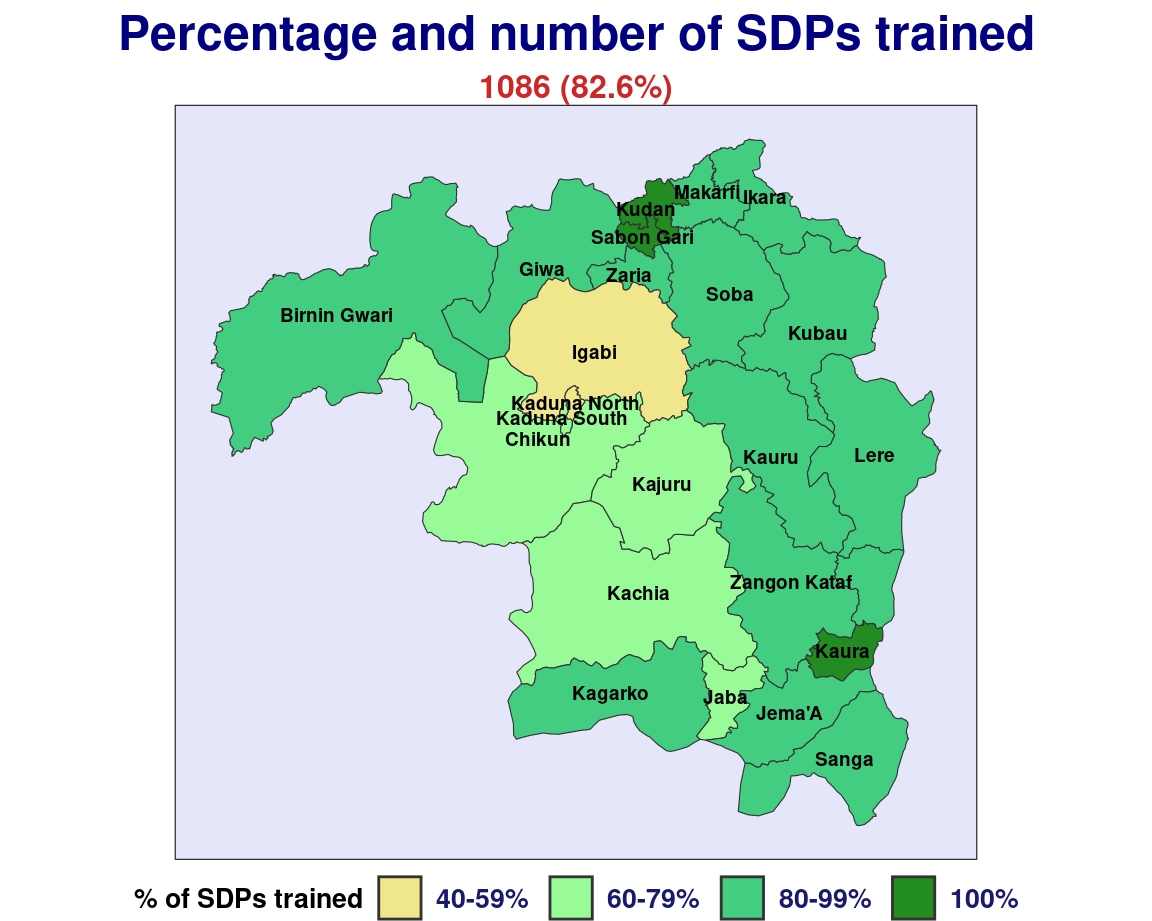 Percentage and number of SDPs trained
1086 (82.6%)
Makarfi
Ikara
Kudan
Sabon Gari
Giwa
Zaria
Soba
Birnin Gwari
Kubau
Igabi
Kaduna North
Kaduna South
Chikun
Kauru
Lere
Kajuru
Zangon Kataf
Kachia
Kaura
Kagarko
Jaba
Jema'A
Sanga
% of SDPs trained 40-59% 60-79% 80-99% 100%